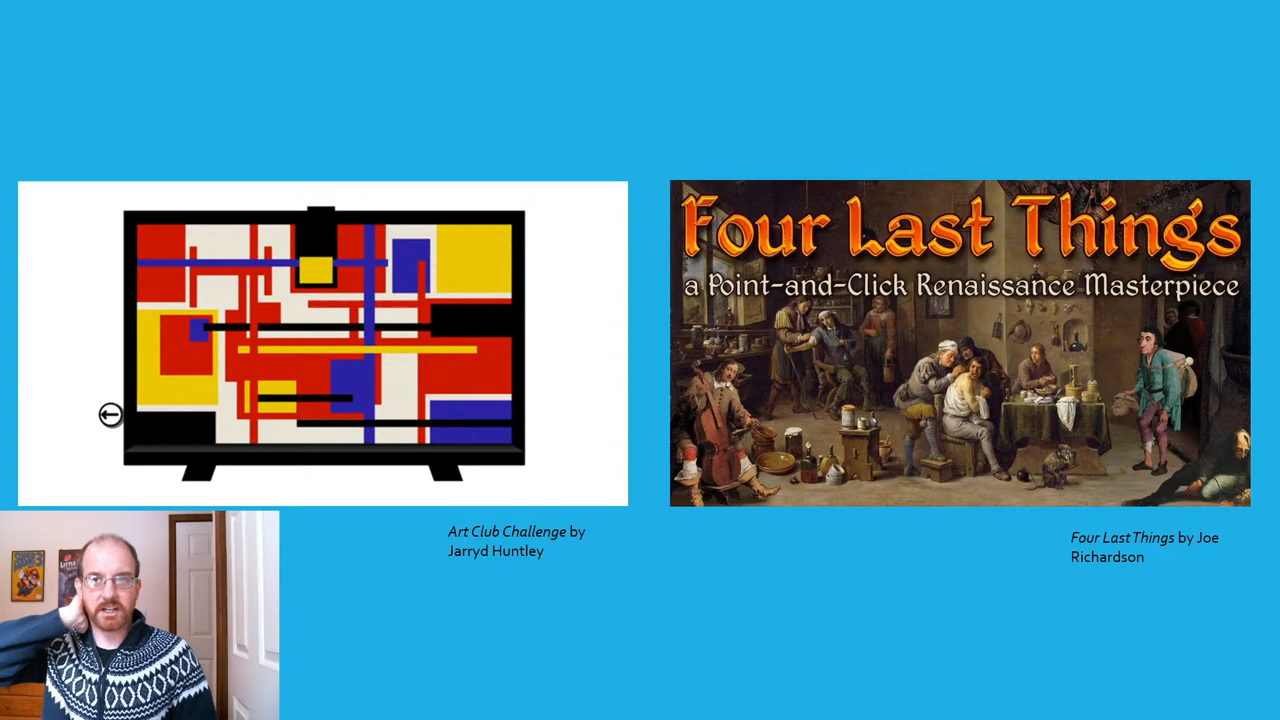 Four Last Things
a Point-and-Click Renaissance Masterpiece
Art Club Challenge by
Jarryd Huntley
Four Last Things by Joe
Richardson